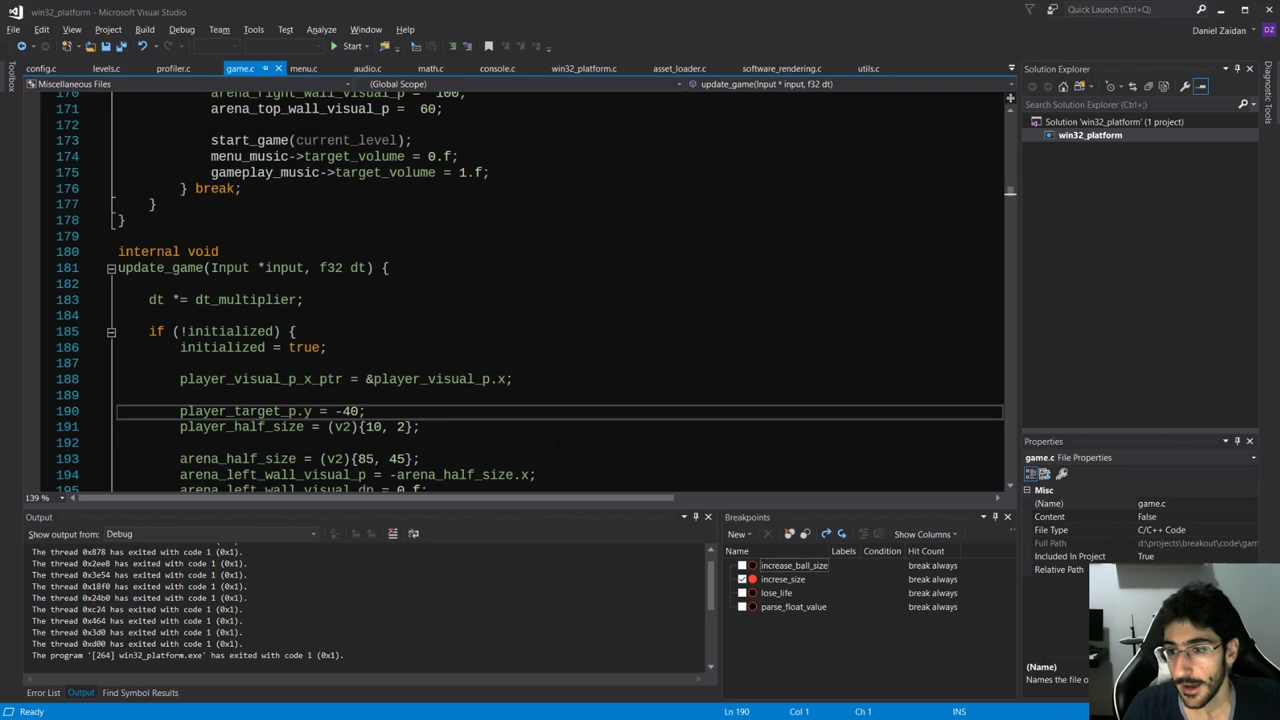 win32_platform - Microsoft Visual Studio
Quick Launch (Ctrl+;)
File Edit View Project Build Debug Team Tools Test Analyze Window Help
Daniel Zaidan DZ
Start
config.c levels.c profiler.c game.c menu.c audio.c math.c console.c win32_platform.c asset_loader.c software_rendering.c utils.c
Toolbox
Miscellaneous Files (Global Scope) update_game(Input * input, f32 dt)
170 arena_right_wall_visual_p = 100;
171 arena_top_wall_visual_p = 60;
172
173 start_game(current_level);
174 menu_music->target_volume = 0.f;
175 gameplay_music->target_volume = 1.f;
176 } break;
177 }
178 }
179
180 internal void
181 update_game(Input *input, f32 dt) {
182
183 dt *= dt_multiplier;
184
185 if (!initialized) {
186 initialized = true;
187
188 player_visual_p_x_ptr = &player_visual_p.x;
189
190 player_target_p.y = -40;
191 player_half_size = (v2){10, 2};
192
193 arena_half_size = (v2){85, 45};
194 arena_left_wall_visual_p = -arena_half_size.x;
195 arena_left_wall_visual_dp = 0.f;
139 %
Solution Explorer
Search Solution Explorer (Ctrl+;)
Solution 'win32_platform' (1 project)
win32_platform
Diagnostic Tools
Properties
game.c File Properties
Misc
(Name) game.c
Content False
File Type C/C++ Code
Full Path d:\projects\breakout\code\gam
Included In Project True
Relative Path
(Name)
Names the file o
Output
Show output from: Debug
The thread 0x878 has exited with code 1 (0x1).
The thread 0x2ee8 has exited with code 1 (0x1).
The thread 0x3e54 has exited with code 1 (0x1).
The thread 0x18f0 has exited with code 1 (0x1).
The thread 0x24b0 has exited with code 1 (0x1).
The thread 0xc24 has exited with code 1 (0x1).
The thread 0x464 has exited with code 1 (0x1).
The thread 0x3d0 has exited with code 1 (0x1).
The thread 0xd00 has exited with code 1 (0x1).
The program '[264] win32_platform.exe' has exited with code 1 (0x1).
Error List Output Find Symbol Results
Breakpoints
New Show Columns
Name Labels Condition Hit Count
increase_ball_size break always
increse_size break always
lose_life break always
parse_float_value break always
Ready Ln 190 Col 1 Ch 1 INS